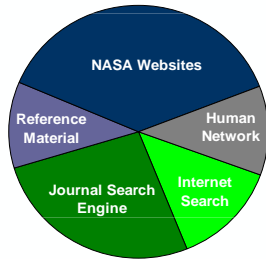 NASA Websites
Reference
Material
Human
Network
Journal Search
Engine
Internet
Search